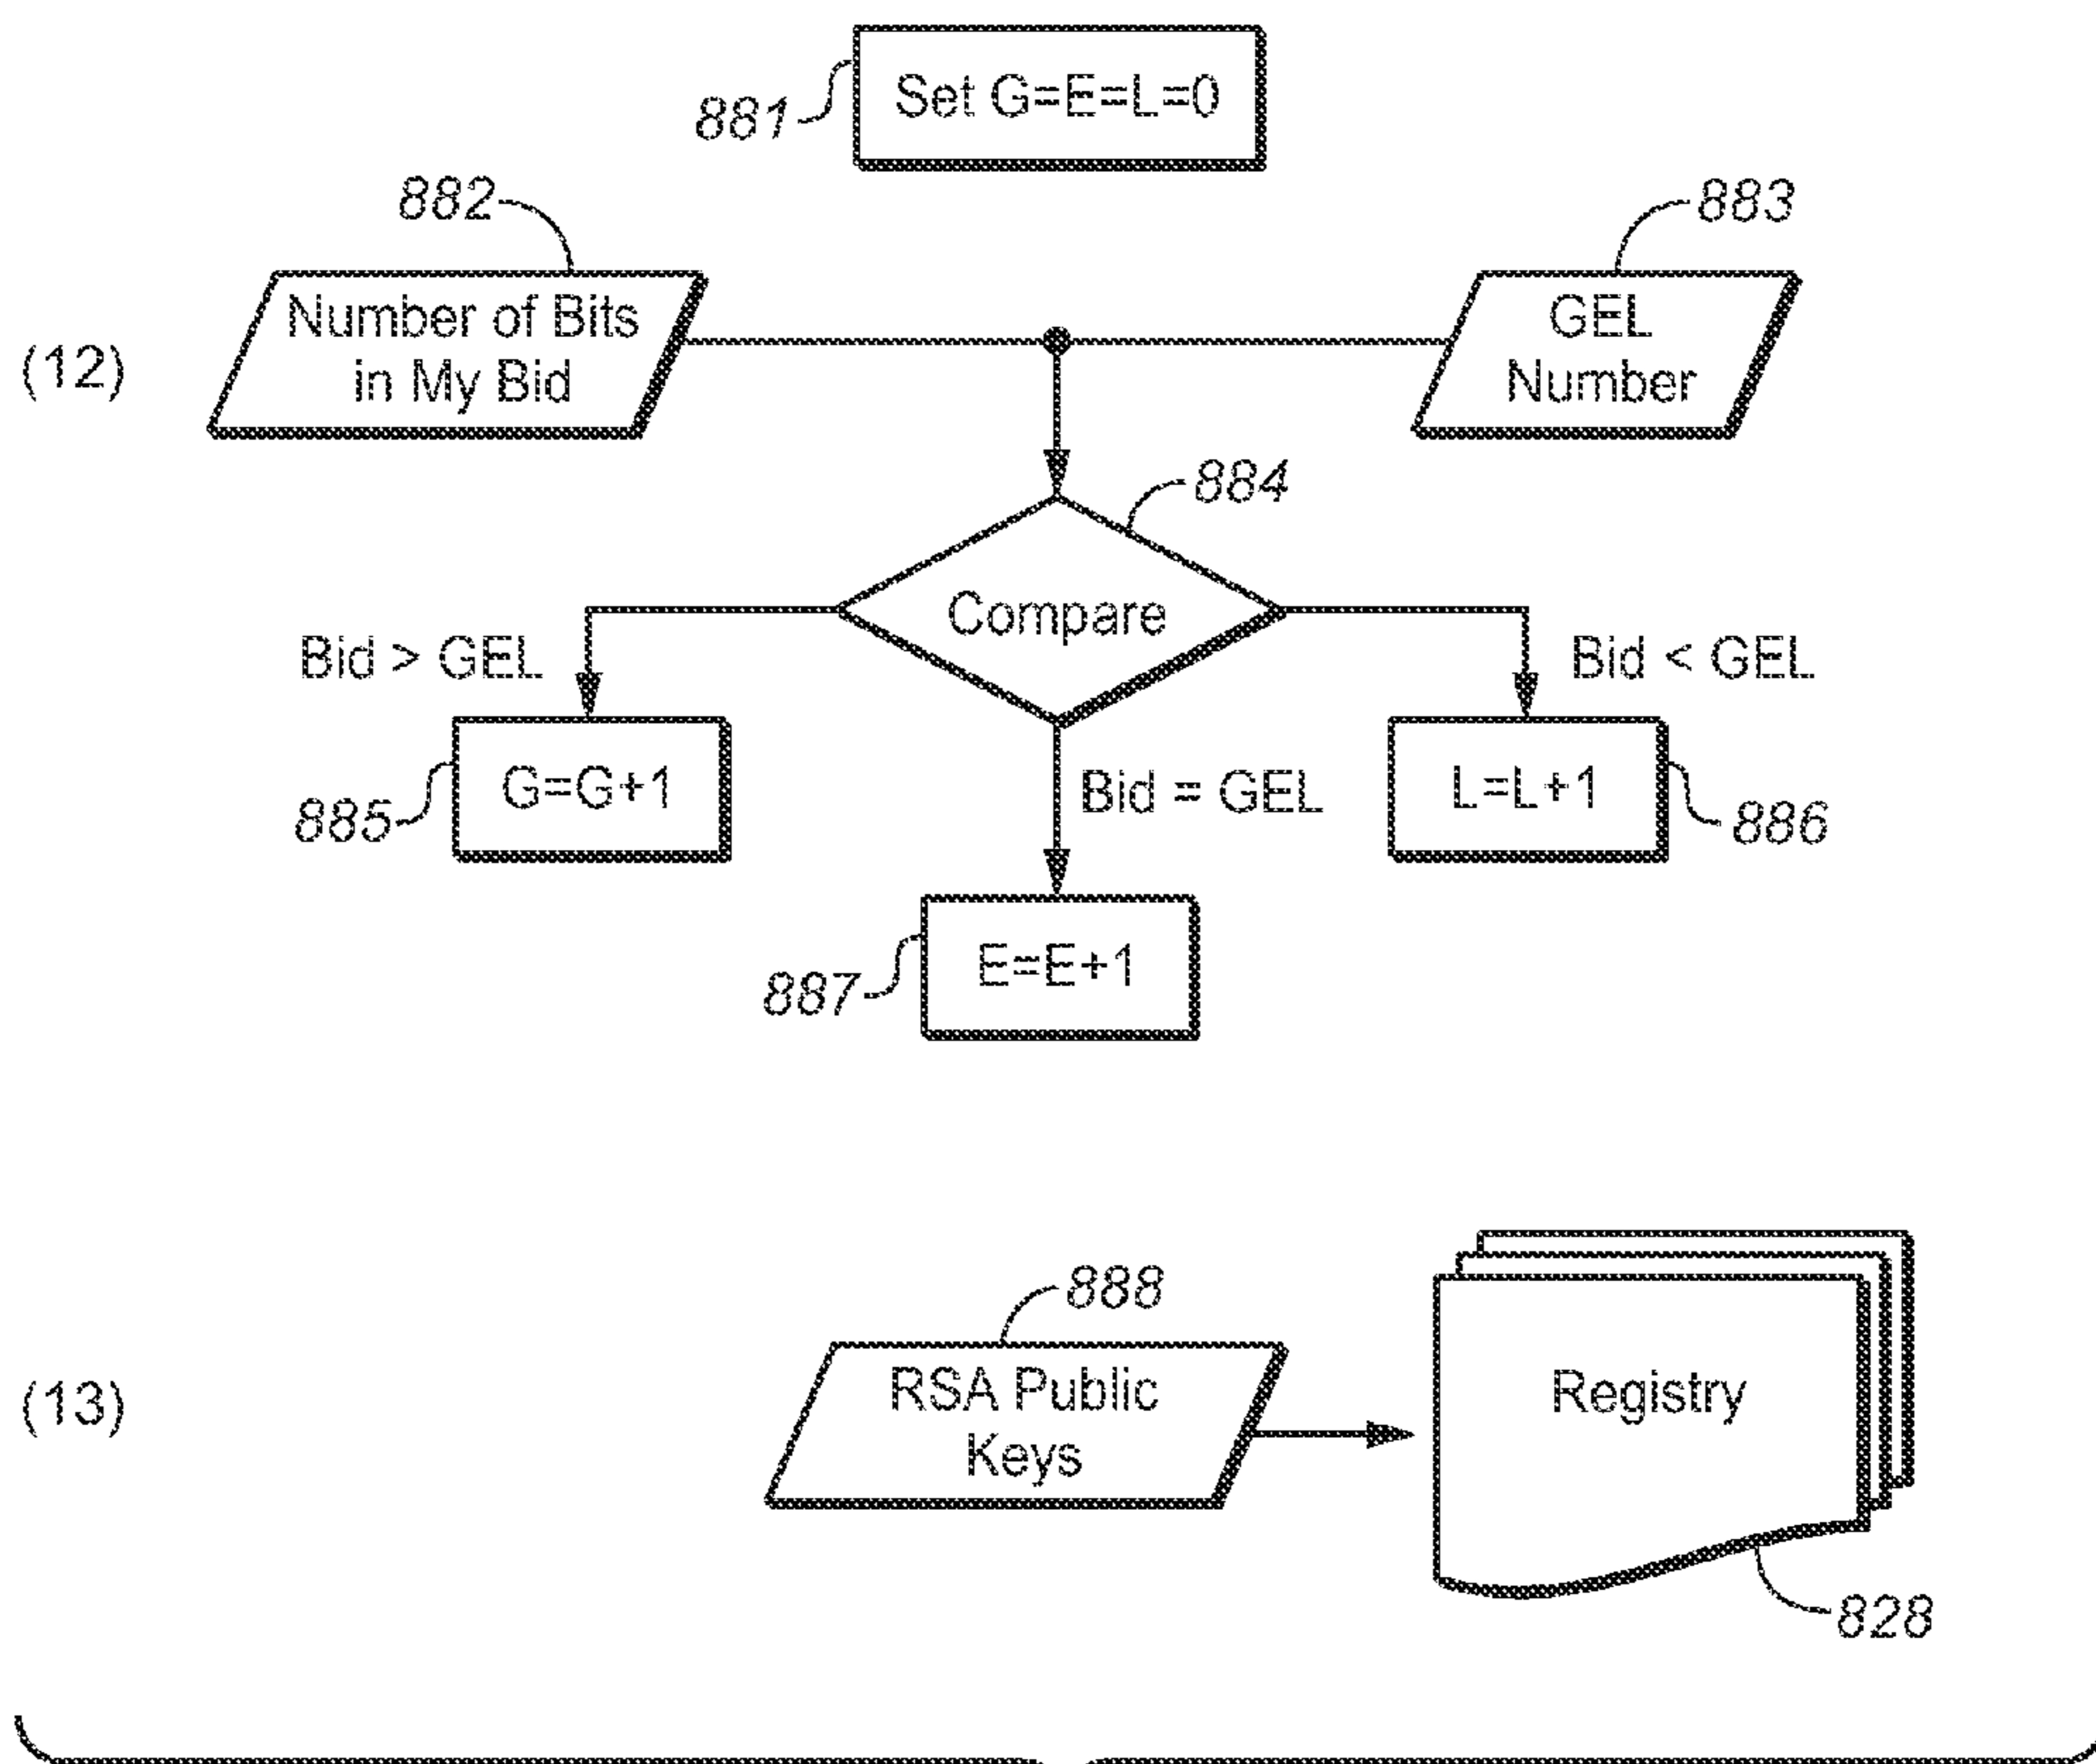 Set G=E=L=0
881
882
883
Number of Bits
in My Bid
GEL
Number
(12)
884
Compare
Bid > GEL
Bid < GEL
G=G+1
Bid = GEL
L=L+1
885
886
E=E+1
887
888
RSA Public
Keys
Registry
(13)
828